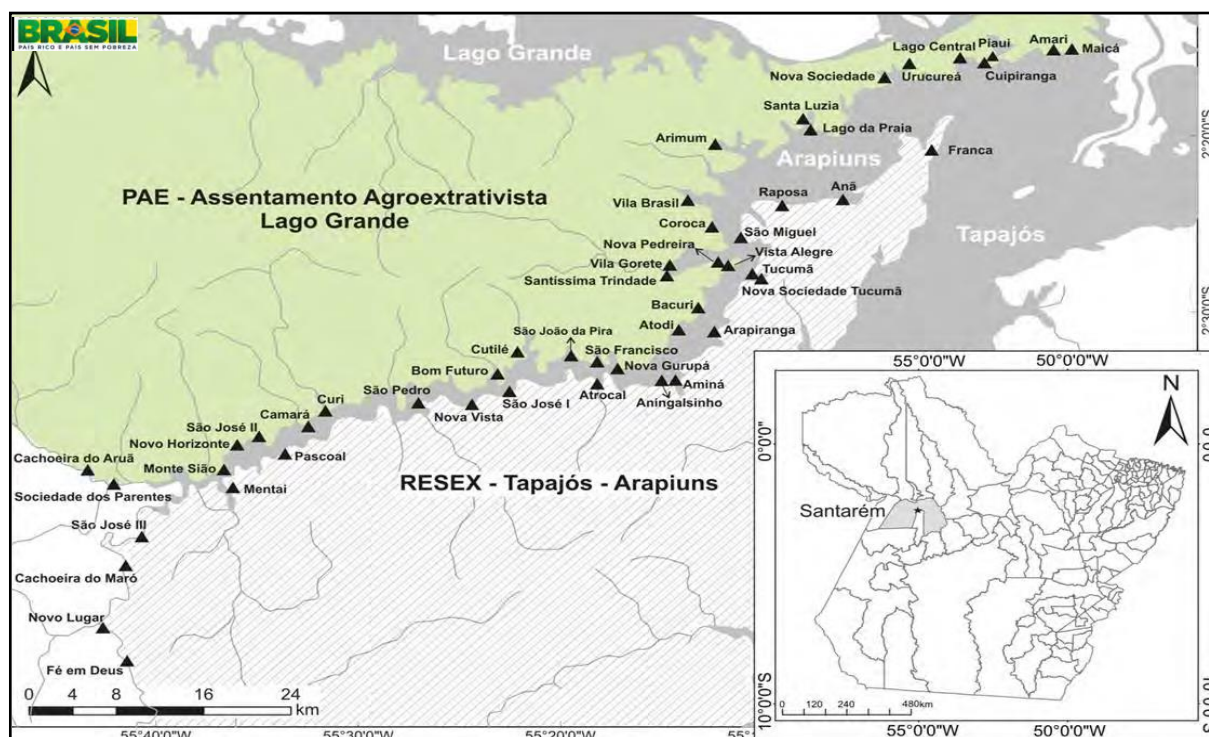 BRASIL
PAÍS RICO É PAÍS SEM POBREZA
Lago Grande
Lago Central
Piaui
Amari
Maicá
Nova Sociedade
Urucureá
Cuipiranga
Santa Luzia
Lago da Praia
Arimum
Arapiuns
Franca
2°20'0"S
PAE - Assentamento Agroextrativista
Lago Grande
Vila Brasil
Raposa
Anã
Coroca
São Miguel
Tapajós
Nova Pedreira
Vista Alegre
Vila Gorete
Tucumã
Santíssima Trindade
Nova Sociedade Tucumã
Bacuri
2°30'0"S
Atodi
Arapiranga
São João da Pira
Cutilé
São Francisco
Bom Futuro
Nova Gurupá
Aminá
São Pedro
Atrocal
Aningalsinho
Curi
Nova Vista
São José I
Camará
São José II
Novo Horizonte
Pascoal
Cachoeira do Aruã
Monte Sião
Mentai
RESEX - Tapajós - Arapiuns
Sociedade dos Parentes
São José III
Cachoeira do Maró
Novo Lugar
Fé em Deus
0 4 8 16 24
km
55°40'0"W
55°30'0"W
55°20'0"W
55°0'0"W
50°0'0"W
N
0°0'0"
Santarém
10°0'0"S
0 120 240 480km